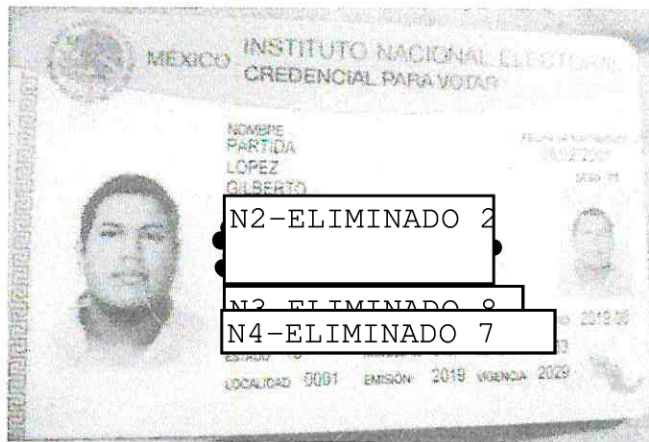 MÉXICO INSTITUTO NACIONAL ELECTORAL
CREDENCIAL PARA VOTAR
NOMBRE
PARTIDA
LOPEZ
GILBERTO
N2-ELIMINADO 2
N3 ELIMINADO 8
N4-ELIMINADO 7
ESTADO
LOCALIDAD 0001 EMISIÓN 2019 VIGENCIA 2029